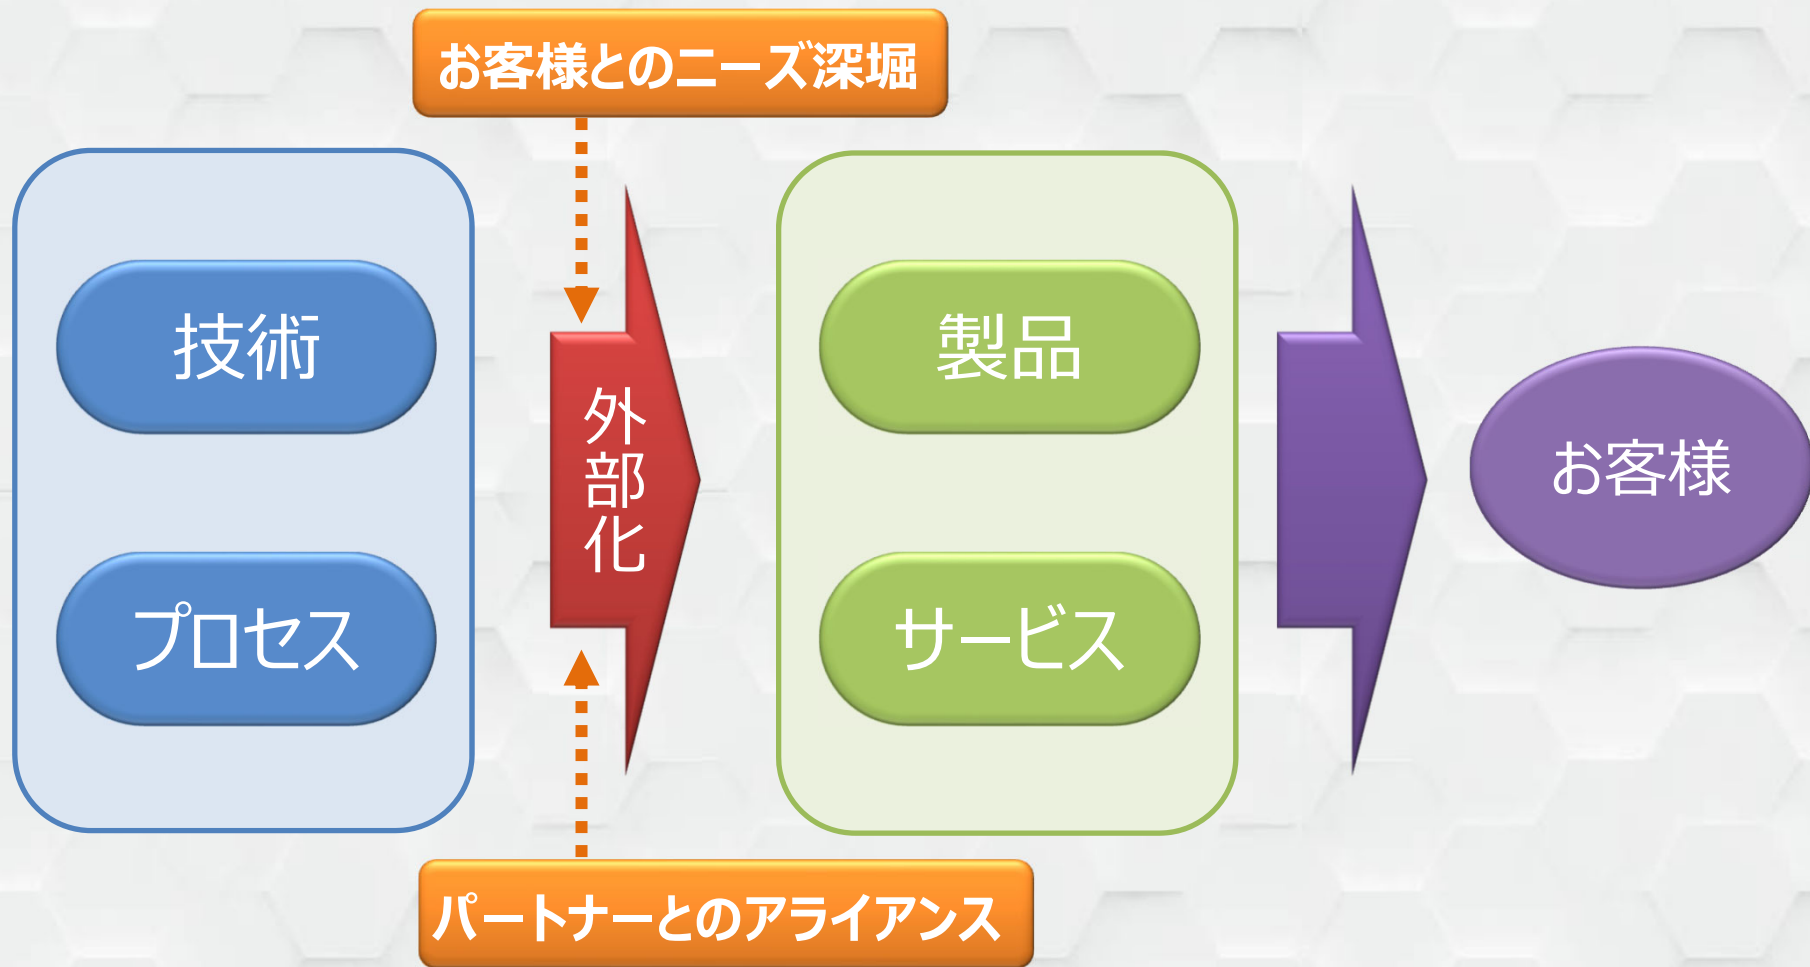 お客様とのニーズ深堀
技術
プロセス
外部化
製品
サービス
お客様
パートナーとのアライアンス